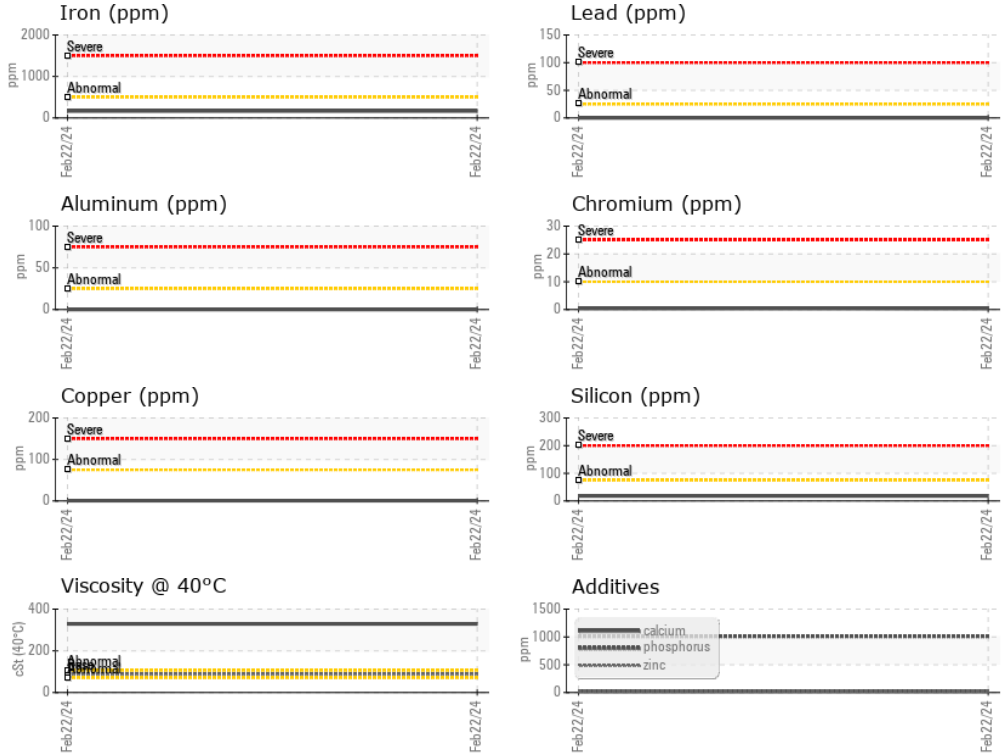 Iron (ppm)
2000
1000
0
ppm
Severe
Abnormal
Feb22/24
Feb22/24
Lead (ppm)
150
100
50
0
ppm
Severe
Abnormal
Feb22/24
Feb22/24
Aluminum (ppm)
100
50
0
ppm
Severe
Abnormal
Feb22/24
Feb22/24
Chromium (ppm)
30
20
10
0
ppm
Severe
Abnormal
Feb22/24
Feb22/24
Copper (ppm)
200
100
0
ppm
Severe
Abnormal
Feb22/24
Feb22/24
Silicon (ppm)
300
200
100
0
ppm
Severe
Abnormal
Feb22/24
Feb22/24
Viscosity @ 40°C
400
200
0
cSt (40°C)
Abnormal
Abnormal
Feb22/24
Feb22/24
Additives
1500
1000
500
0
ppm
calcium
phosphorus
zinc
Feb22/24
Feb22/24